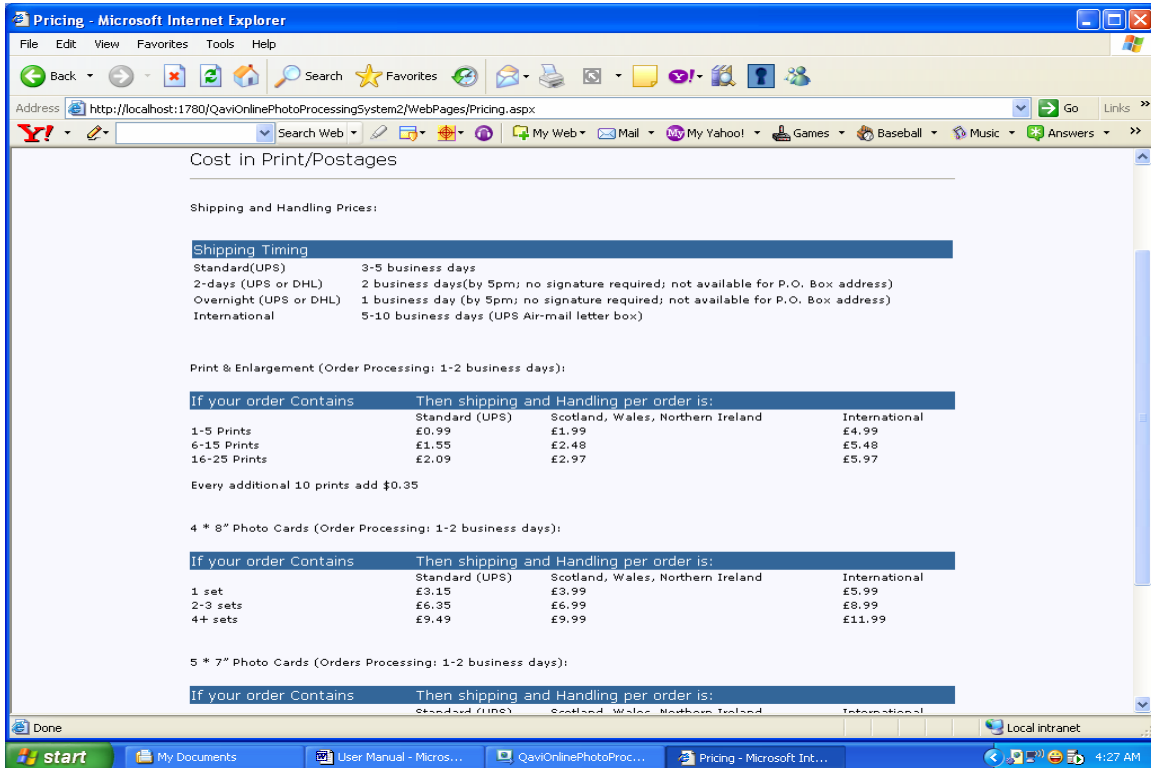 Pricing - Microsoft Internet Explorer
File Edit View Favorites Tools Help
Back Search Favorites
Address http://localhost:1780/QaviOnlinePhotoProcessingSystem2/WebPages/Pricing.aspx Go Links »
Y! Search Web My Web Mail My Yahoo! Games Baseball Music Answers »
Cost in Print/Postages
Shipping and Handling Prices:
Shipping Timing
Standard(UPS) 3-5 business days
2-days (UPS or DHL) 2 business days(by 5pm; no signature required; not available for P.O. Box address)
Overnight (UPS or DHL) 1 business day (by 5pm; no signature required; not available for P.O. Box address)
International 5-10 business days (UPS Air-mail letter box)
Print & Enlargement (Order Processing: 1-2 business days):
If your order Contains Then shipping and Handling per order is:
Standard (UPS) Scotland, Wales, Northern Ireland International
1-5 Prints £0.99 £1.99 £4.99
6-15 Prints £1.55 £2.48 £5.48
16-25 Prints £2.09 £2.97 £5.97
Every additional 10 prints add $0.35
4 * 8" Photo Cards (Order Processing: 1-2 business days):
If your order Contains Then shipping and Handling per order is:
Standard (UPS) Scotland, Wales, Northern Ireland International
1 set £3.15 £3.99 £5.99
2-3 sets £6.35 £6.99 £8.99
4+ sets £9.49 £9.99 £11.99
5 * 7" Photo Cards (Orders Processing: 1-2 business days):
If your order Contains Then shipping and Handling per order is:
Standard (UPS) Scotland, Wales, Northern Ireland International
Done Local intranet
start My Documents User Manual - Micros... QaviOnlinePhotoProc... Pricing - Microsoft Int... 4:27 AM